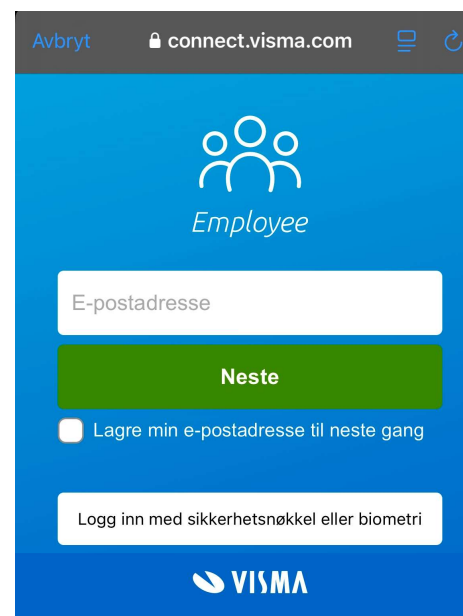 Avbryt connect.visma.com
Employee
E-postadresse
Neste
Lagre min e-postadresse til neste gang
Logg inn med sikkerhetsnøkkel eller biometri
VISMA